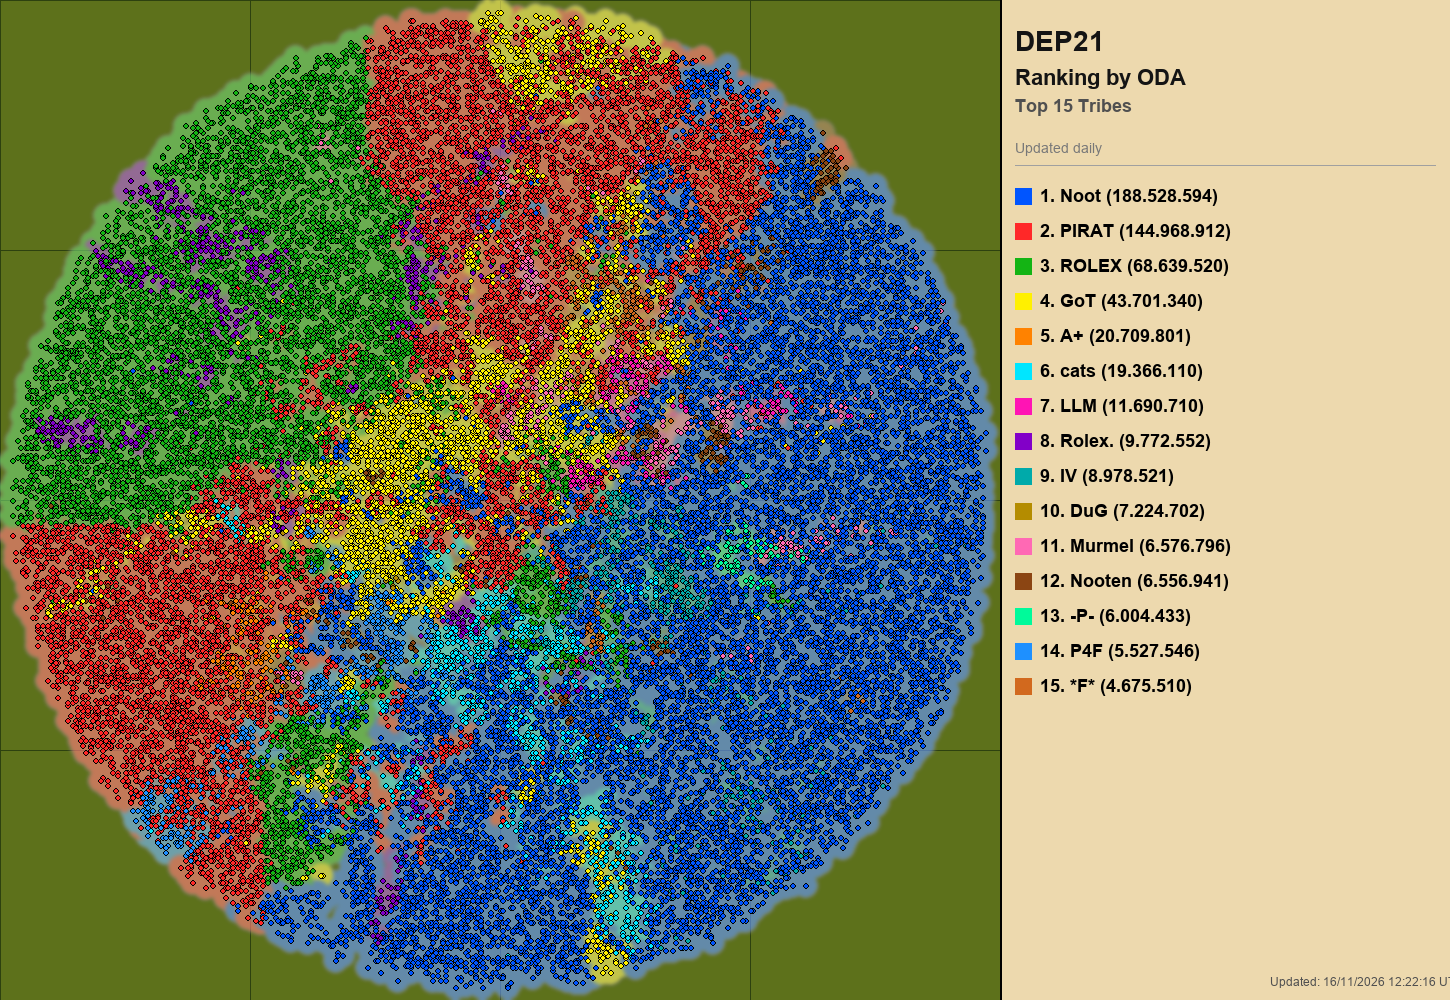 DEP21
Ranking by ODA
Top 15 Tribes
Updated daily
1. Noot (188.528.594)
2. PIRAT (144.968.912)
3. ROLEX (68.639.520)
4. GoT (43.701.340)
5. A+ (20.709.801)
6. cats (19.366.110)
7. LLM (11.690.710)
8. Rolex. (9.772.552)
9. IV (8.978.521)
10. DuG (7.224.702)
11. Murmel (6.576.796)
12. Nooten (6.556.941)
13. -P- (6.004.433)
14. P4F (5.527.546)
15. *F* (4.675.510)
Updated: 16/11/2026 12:22:16 U